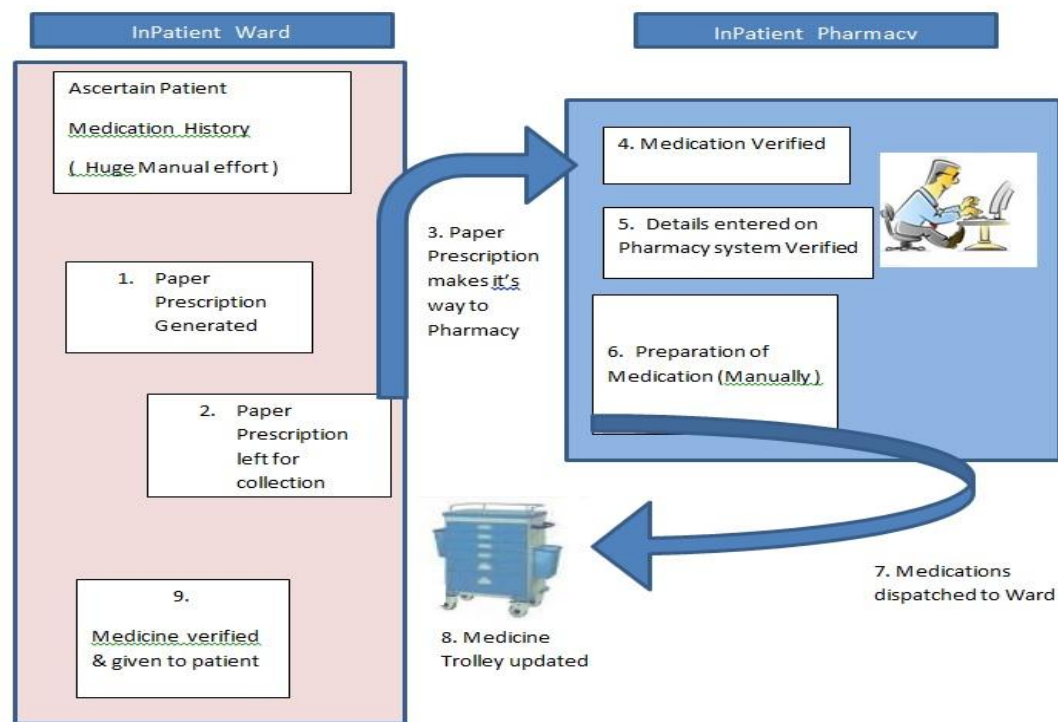 InPatient Ward
InPatient Pharmacy
Ascertain Patient
Medication History
( Huge Manual effort )
1. Paper
Prescription
Generated
2. Paper
Prescription
left for
collection
3. Paper
Prescription
makes it's
way to
Pharmacy
4. Medication Verified
5. Details entered on
Pharmacy system Verified
6. Preparation of
Medication (Manually)
7. Medications
dispatched to Ward
8. Medicine
Trolley updated
9.
Medicine verified
& given to patient